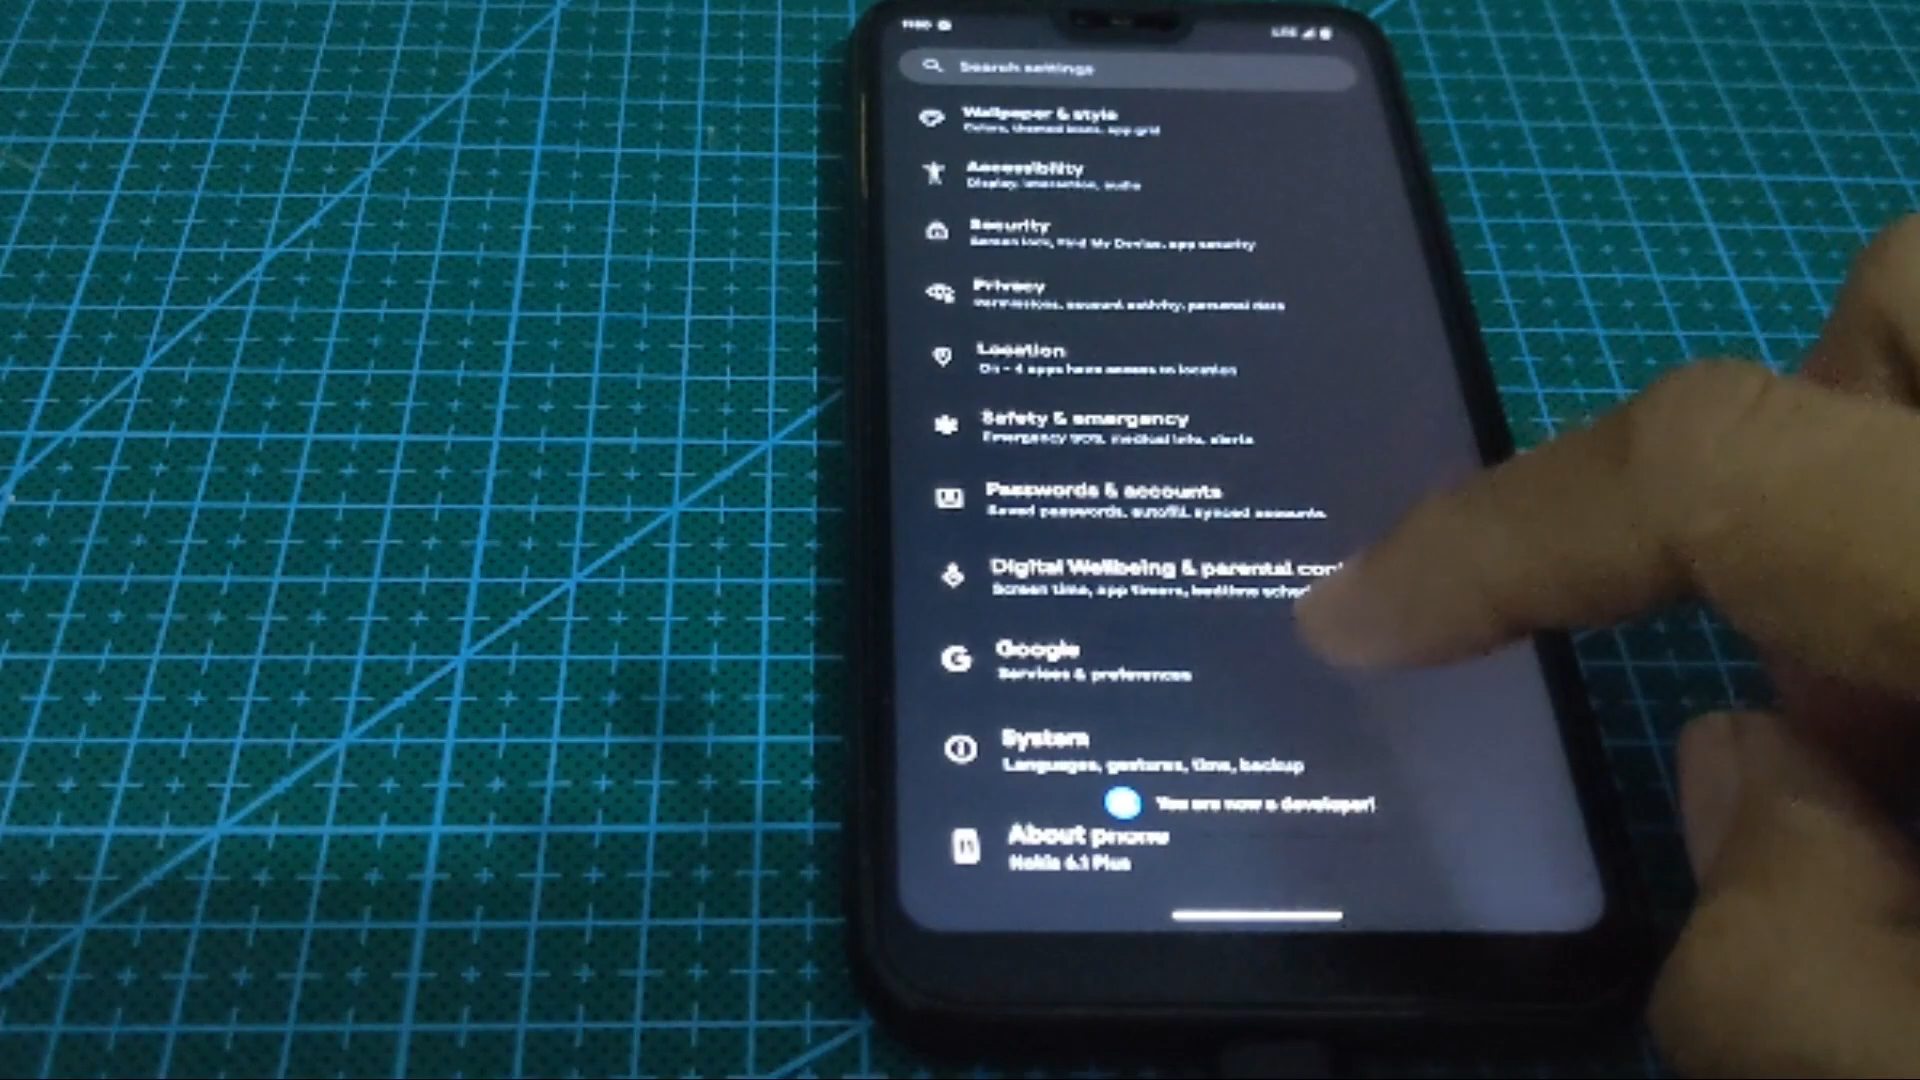 Search settings
Wallpaper & style
Colors, themed icons, app grid
Accessibility
Display, interaction, audio
Security
Screen lock, Find My Device, app security
Privacy
Permissions, account activity, personal data
Location
On - 4 apps have access to location
Safety & emergency
Emergency SOS, medical info, alerts
Passwords & accounts
Saved passwords, autofill, synced accounts
Digital Wellbeing & parental con
Screen time, app timers, bedtime sched
Google
Services & preferences
System
Languages, gestures, time, backup
You are now a developer!
About phone
Nokia 6.1 Plus